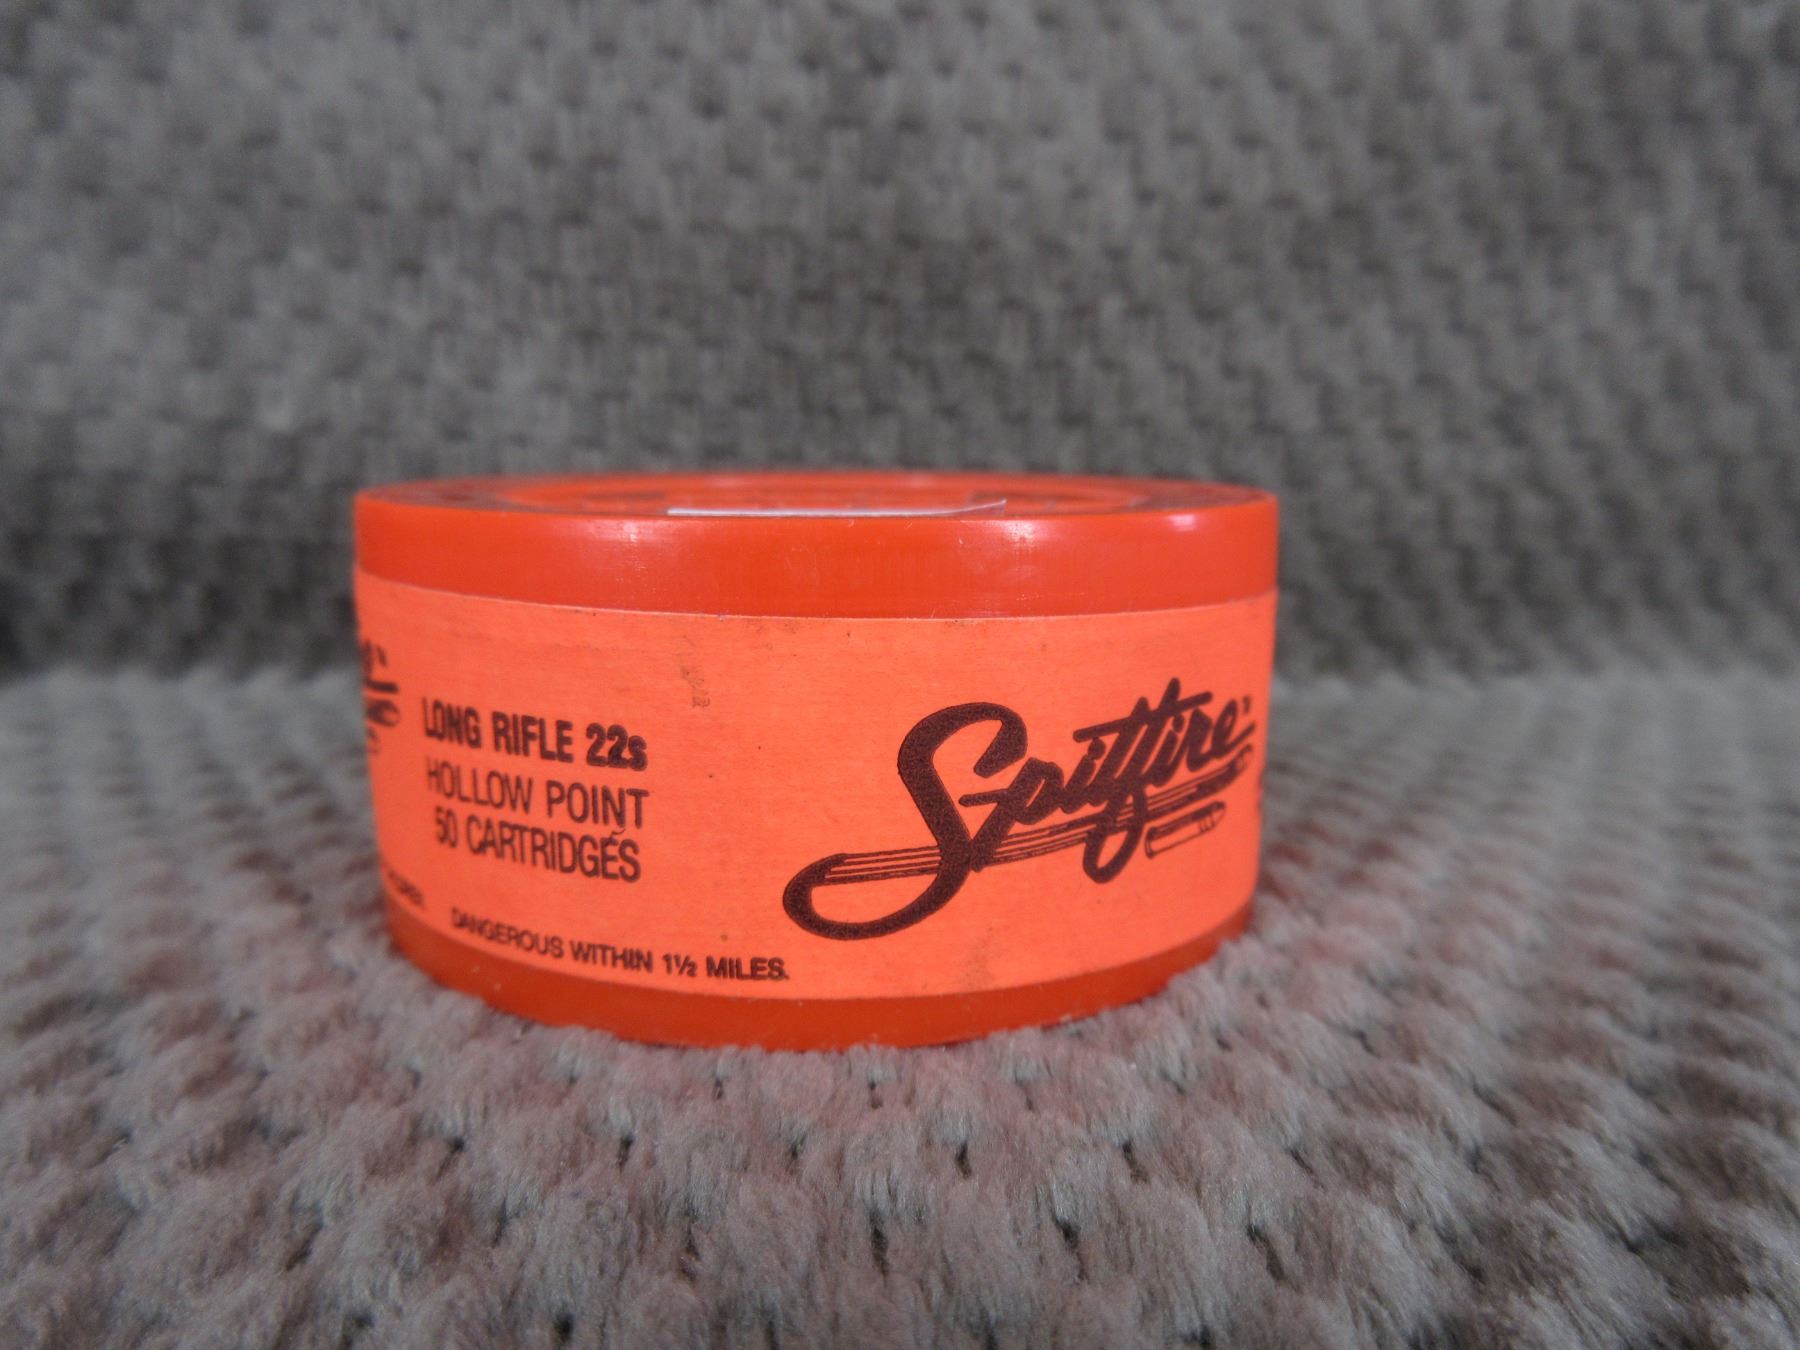 LONG RIFLE 22s
HOLLOW POINT
50 CARTRIDGES
DANGEROUS WITHIN 1½ MILES.
Spitfire